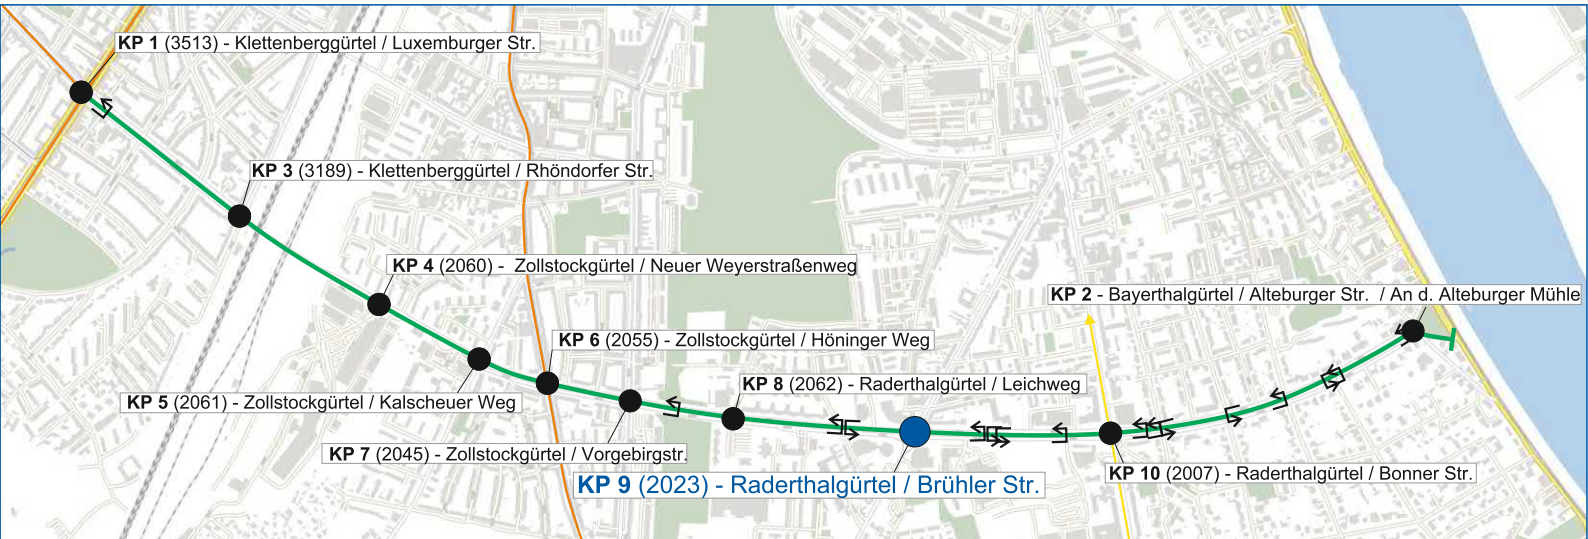 KP 1 (3513) - Klettenberggürtel / Luxemburger Str.
KP 3 (3189) - Klettenberggürtel / Rhöndorfer Str.
KP 4 (2060) - Zollstockgürtel / Neuer Weyerstraßenweg
KP 2 - Bayerthalgürtel / Alteburger Str. / An d. Alteburger Mühle
KP 6 (2055) - Zollstockgürtel / Höninger Weg
KP 8 (2062) - Raderthalgürtel / Leichweg
KP 5 (2061) - Zollstockgürtel / Kalscheuer Weg
KP 7 (2045) - Zollstockgürtel / Vorgebirgstr.
KP 10 (2007) - Raderthalgürtel / Bonner Str.
KP 9 (2023) - Raderthalgürtel / Brühler Str.